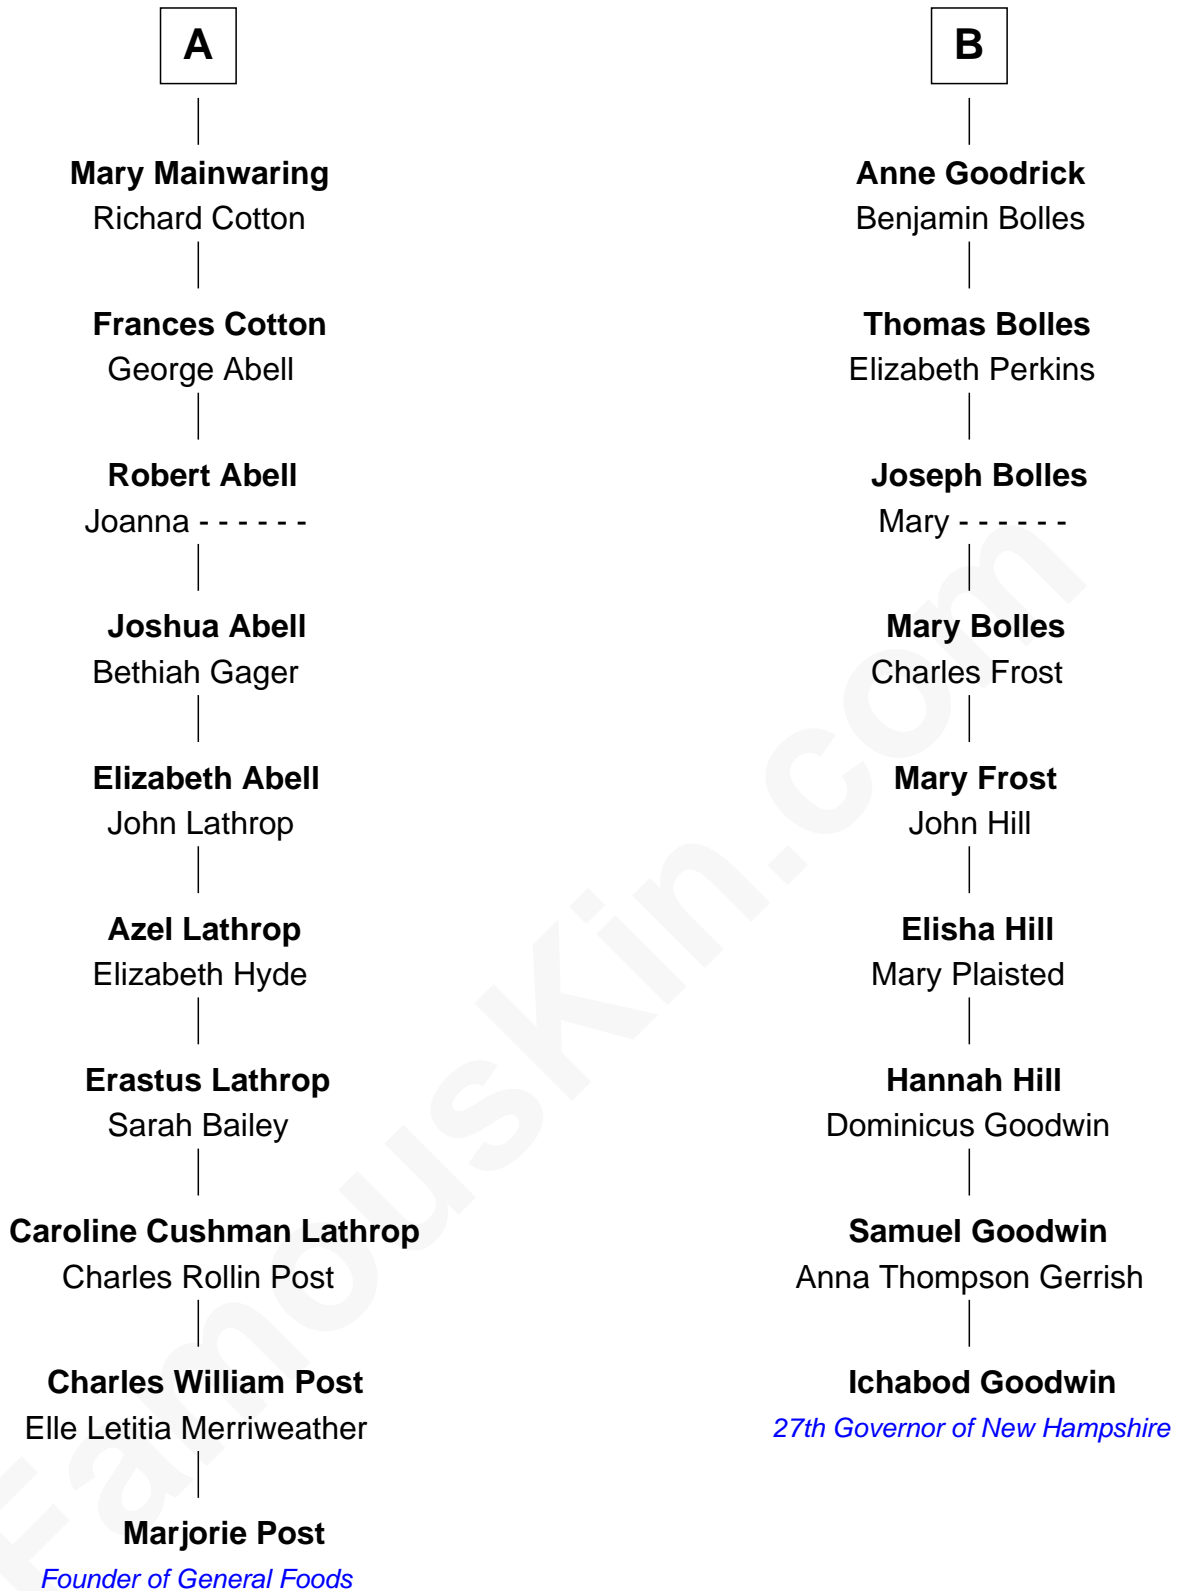 A
Mary Mainwaring
Richard Cotton
Frances Cotton
George Abell
Robert Abell
Joanna - - - - - -
Joshua Abell
Bethiah Gager
Elizabeth Abell
John Lathrop
Azel Lathrop
Elizabeth Hyde
Erastus Lathrop
Sarah Bailey
Caroline Cushman Lathrop
Charles Rollin Post
Charles William Post
Elle Letitia Merriweather
Marjorie Post
Founder of General Foods
B
Anne Goodrick
Benjamin Bolles
Thomas Bolles
Elizabeth Perkins
Joseph Bolles
Mary - - - - - -
Mary Bolles
Charles Frost
Mary Frost
John Hill
Elisha Hill
Mary Plaisted
Hannah Hill
Dominicus Goodwin
Samuel Goodwin
Anna Thompson Gerrish
Ichabod Goodwin
27th Governor of New Hampshire
FamousKin.com